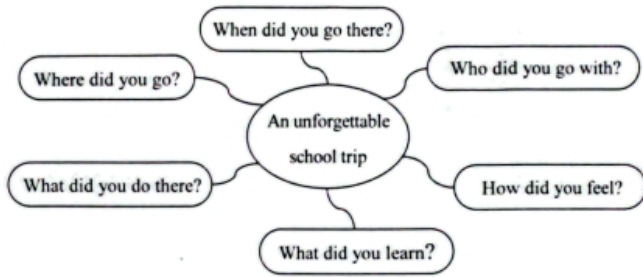 When did you go there?
Where did you go?
Who did you go with?
An unforgettable
school trip
What did you do there?
How did you feel?
What did you learn?